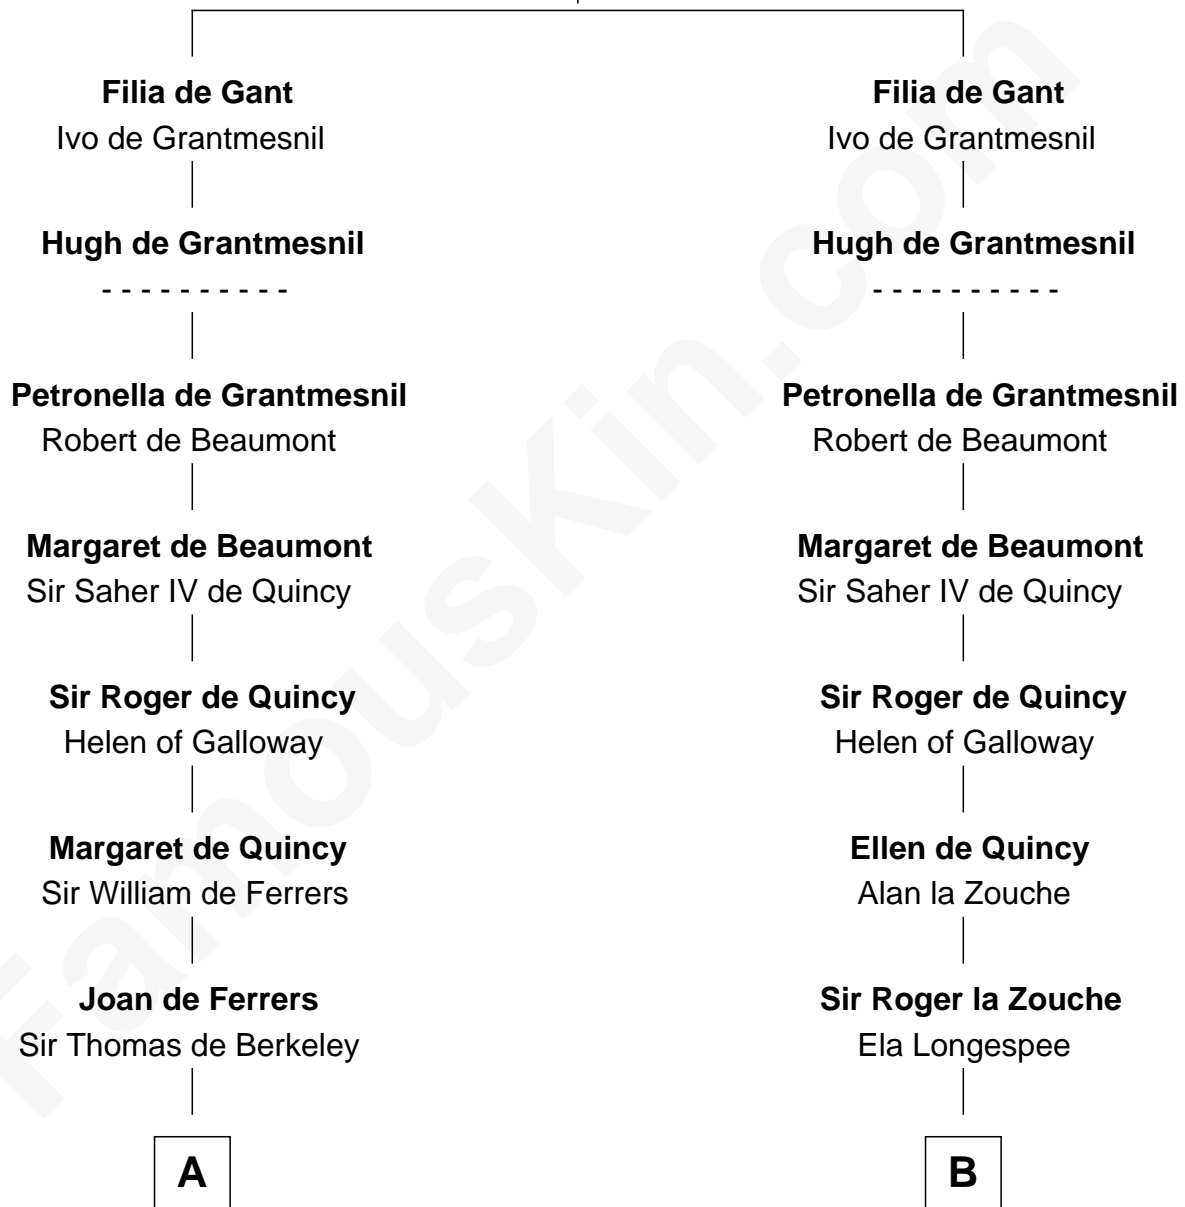 Filia de Gant
Ivo de Grantmesnil
Hugh de Grantmesnil
- - - - - - - - - -
Petronella de Grantmesnil
Robert de Beaumont
Margaret de Beaumont
Sir Saher IV de Quincy
Sir Roger de Quincy
Helen of Galloway
Margaret de Quincy
Sir William de Ferrers
Joan de Ferrers
Sir Thomas de Berkeley
A
Filia de Gant
Ivo de Grantmesnil
Hugh de Grantmesnil
- - - - - - - - - -
Petronella de Grantmesnil
Robert de Beaumont
Margaret de Beaumont
Sir Saher IV de Quincy
Sir Roger de Quincy
Helen of Galloway
Ellen de Quincy
Alan la Zouche
Sir Roger la Zouche
Ela Longespee
B
FamousKin.com